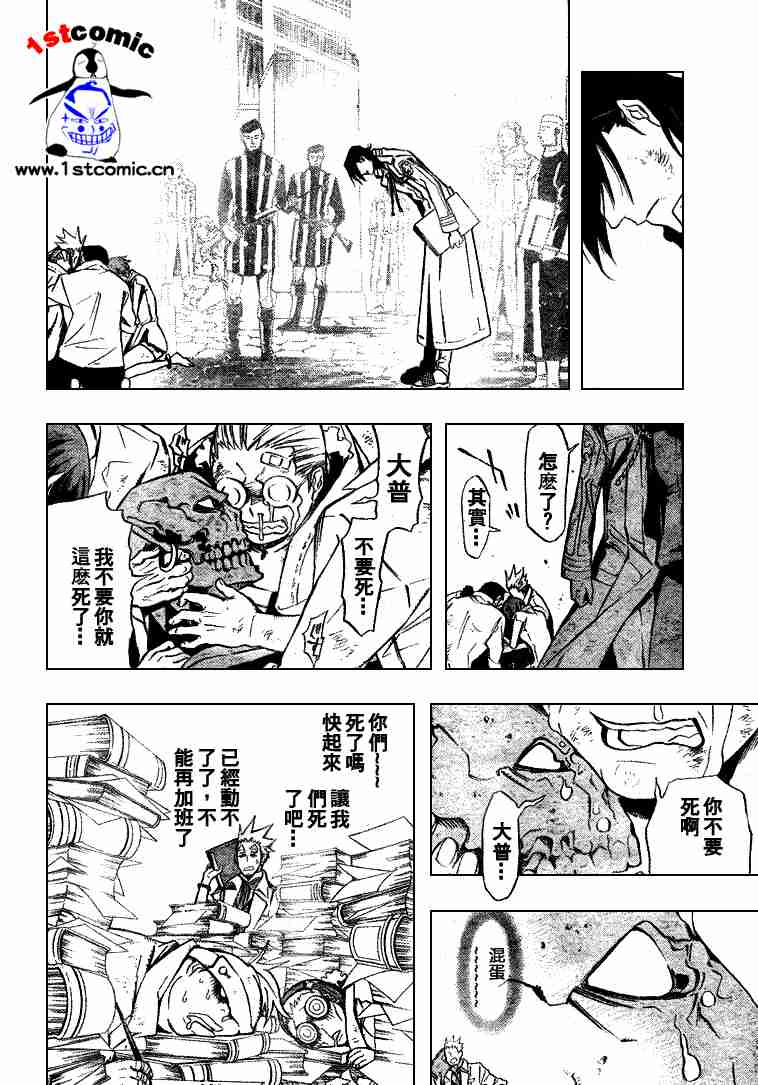 1stcomic
www.1stcomic.cn
怎麼了?
其實…
大普
不要死…
我不要你就
這麼死了…
你不要
死啊
大普…
混蛋~~~~~~
你們~~~
死了嗎
快起來
讓我
們死
了吧…
已經動不
了了，不
能再加班了